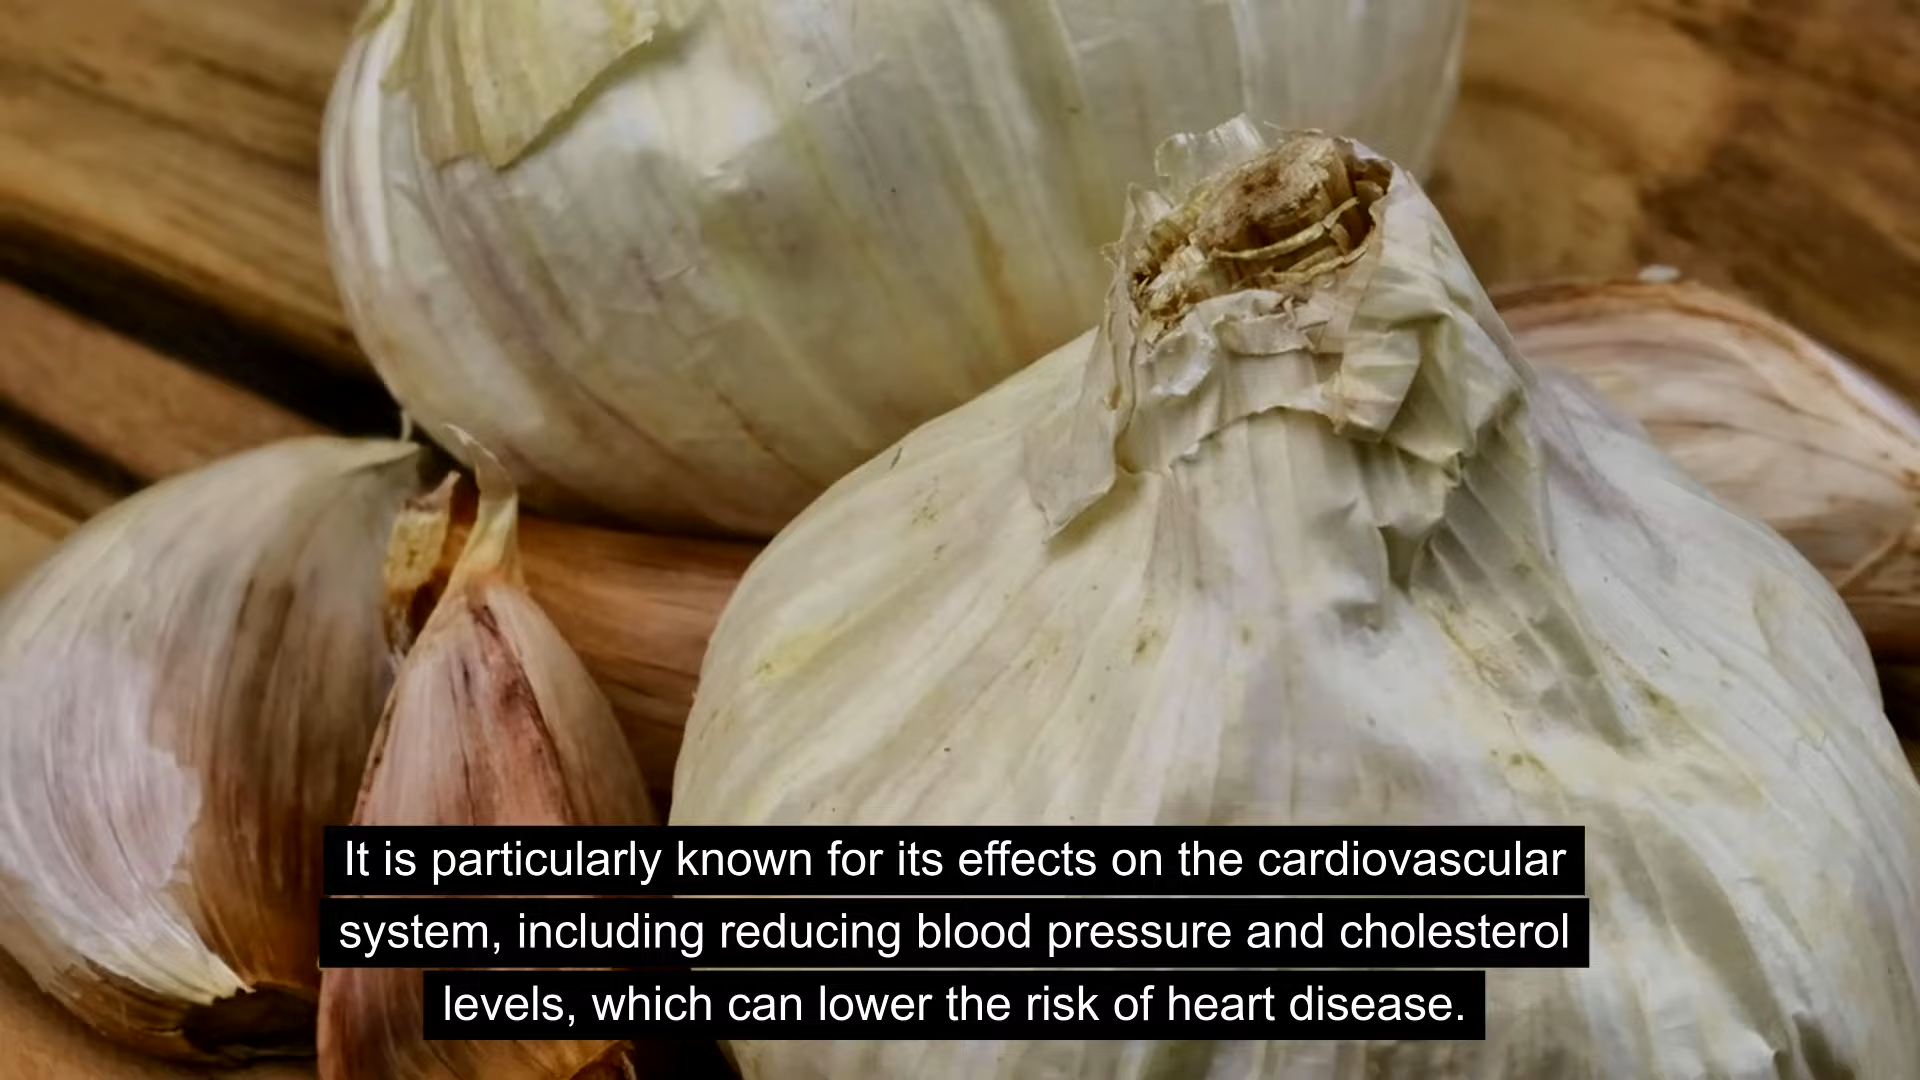 It is particularly known for its effects on the cardiovascular
system, including reducing blood pressure and cholesterol
levels, which can lower the risk of heart disease.